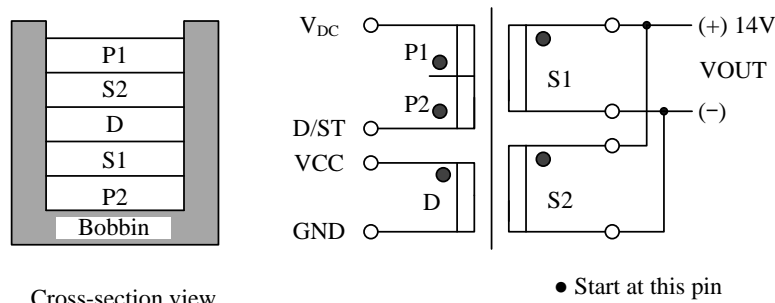 P1
S2
D
S1
P2
Bobbin
Cross-section view
VDC
P1
P2
D/ST
VCC
D
GND
S1
S2
(+) 14V
VOUT
(−)
● Start at this pin